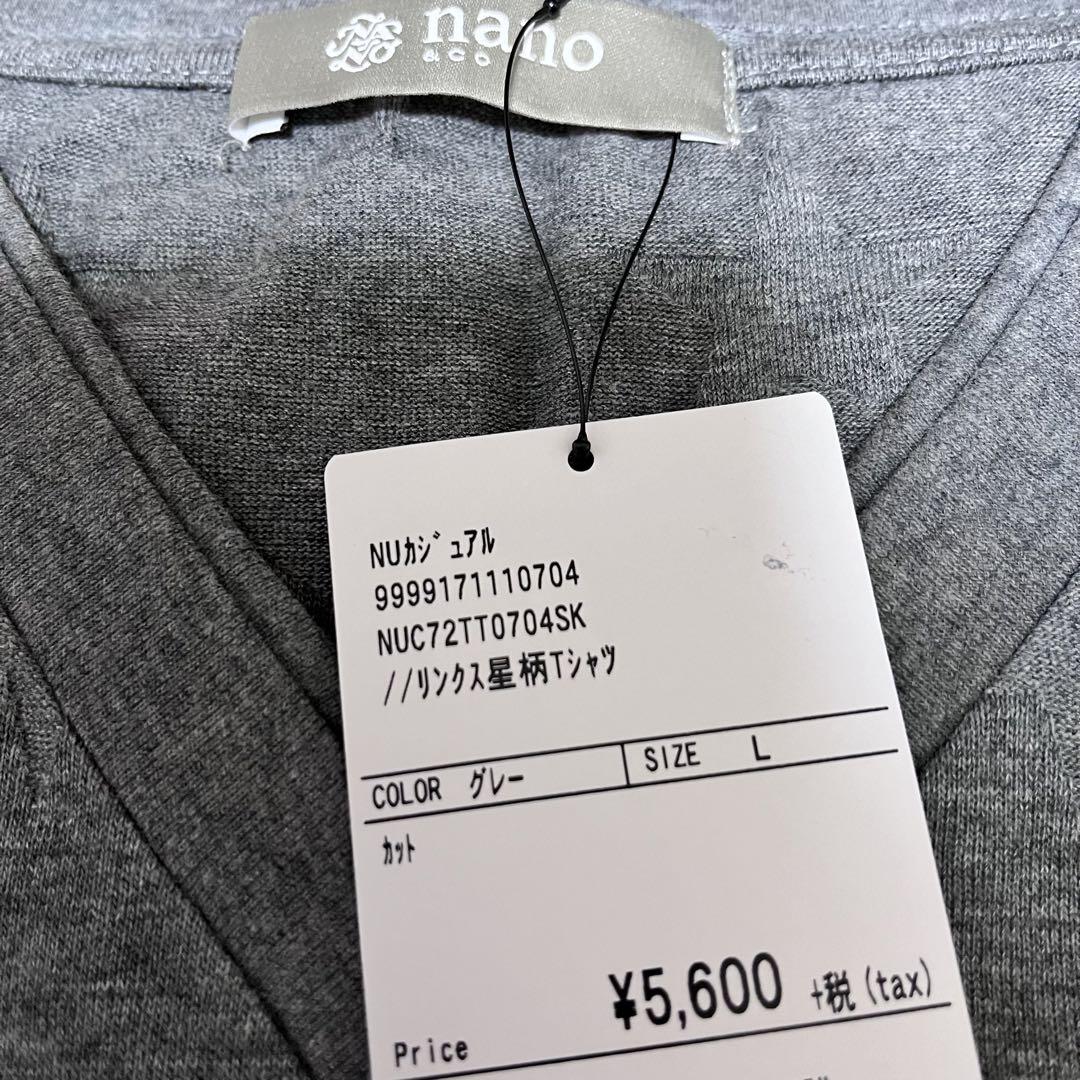 nano
&co
NUｶｼﾞｭｱﾙ
9999171110704
NUC72TT0704SK
//ﾘﾝｸｽ星柄Tｼｬﾂ
COLOR ｸﾞﾚｰ SIZE L
ｶｯﾄ
¥5,600 +税(tax)
Price